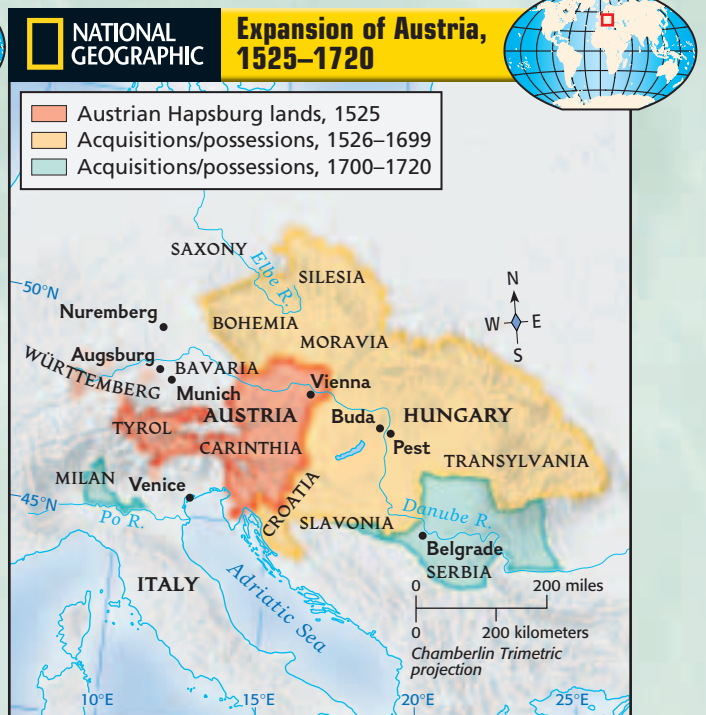 NATIONAL
GEOGRAPHIC
Expansion of Austria,
1525–1720
Austrian Hapsburg lands, 1525
Acquisitions/possessions, 1526–1699
Acquisitions/possessions, 1700–1720
SAXONY
Elbe R.
SILESIA
50°N
N
W E
S
Nuremberg
BOHEMIA
MORAVIA
Augsburg
BAVARIA
WÜRTTEMBERG
Munich
Vienna
AUSTRIA
Buda
HUNGARY
TYROL
Pest
CARINTHIA
TRANSYLVANIA
MILAN
Venice
45°N
Po R.
CROATIA
SLAVONIA
Danube R.
Belgrade
SERBIA
ITALY
Adriatic Sea
0 200 miles
0 200 kilometers
Chamberlin Trimetric
projection
10°E 15°E 20°E 25°E